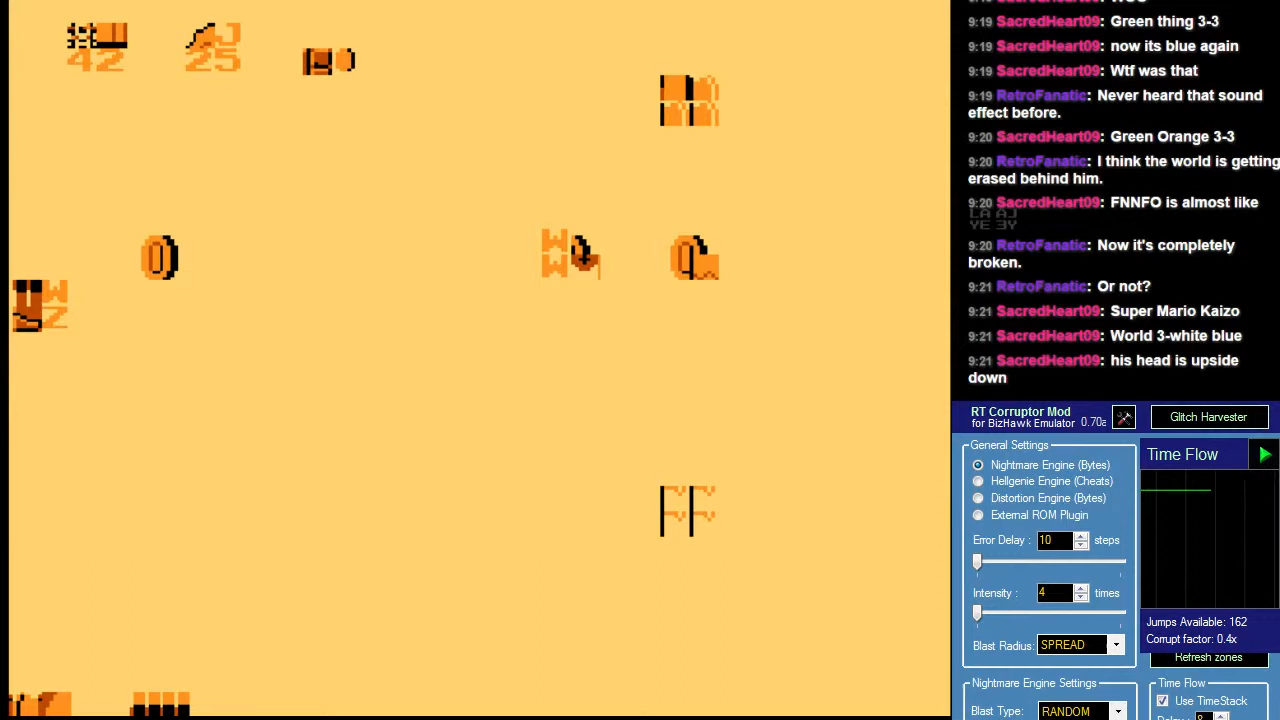 42
J
25
W
W
W
Z
9:19 SacredHeart09: Green thing 3-3
9:19 SacredHeart09: now its blue again
9:19 SacredHeart09: Wtf was that
9:19 RetroFanatic: Never heard that sound
effect before.
9:20 SacredHeart09: Green Orange 3-3
9:20 RetroFanatic: I think the world is getting
erased behind him.
9:20 SacredHeart09: FNNFO is almost like
LA AJ
YE 3Y
9:20 RetroFanatic: Now it's completely
broken.
9:21 RetroFanatic: Or not?
9:21 SacredHeart09: Super Mario Kaizo
9:21 SacredHeart09: World 3-white blue
9:21 SacredHeart09: his head is upside
down
RT Corruptor Mod
for BizHawk Emulator 0.70a
Glitch Harvester
General Settings
Nightmare Engine (Bytes)
Hellgenie Engine (Cheats)
Distortion Engine (Bytes)
External ROM Plugin
Error Delay : 10 steps
Intensity : 4 times
Blast Radius: SPREAD
Time Flow
Jumps Available: 162
Corrupt factor: 0.4x
Refresh zones
Nightmare Engine Settings
Blast Type: RANDOM
Time Flow
Use TimeStack